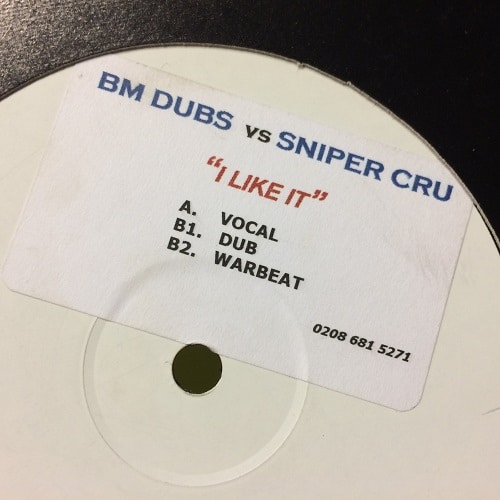 BM DUBS VS SNIPER CRU
"I LIKE IT"
A. VOCAL
B1. DUB
B2. WARBEAT
0208 681 5271